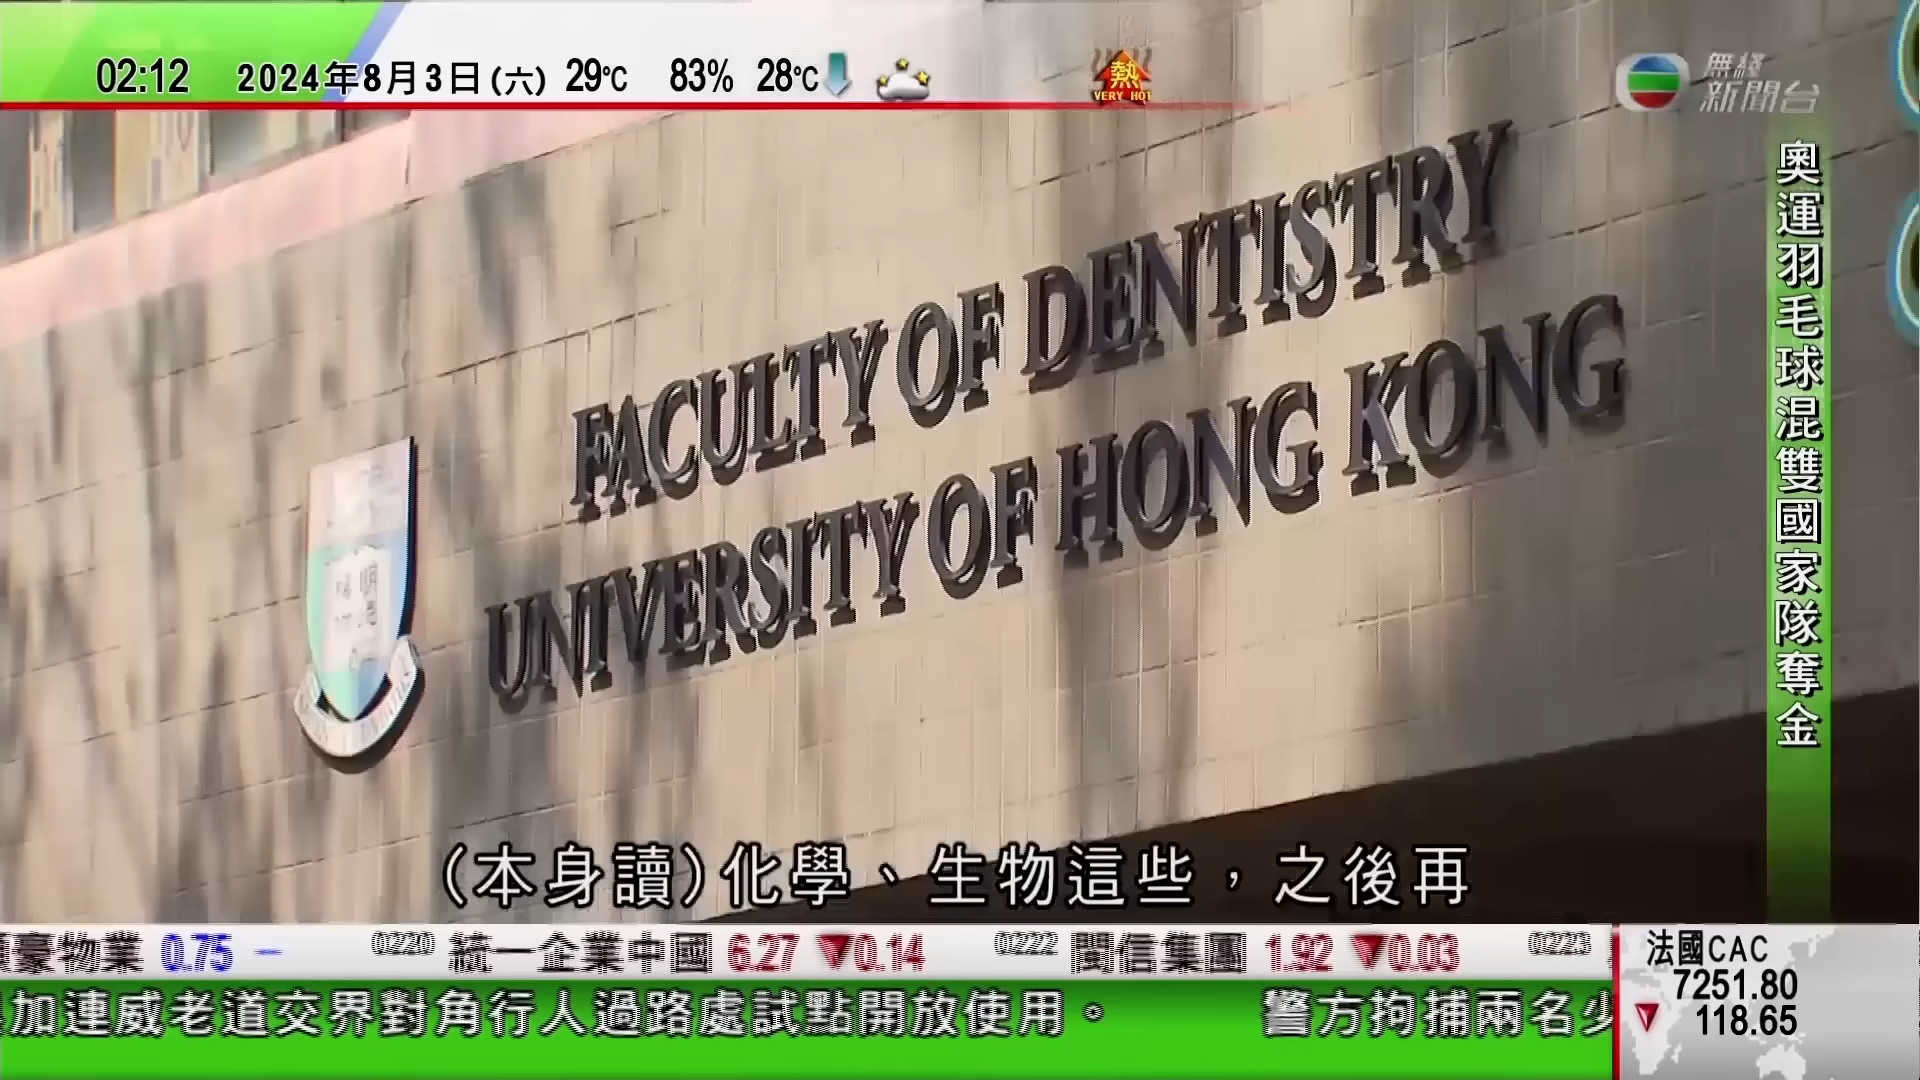 02:12 2024年8月3日(六) 29℃ 83% 28℃
熱
VERY HOT
無綫
新聞台
奧運羽毛球混雙國家隊奪金
FACULTY OF DENTISTRY
UNIVERSITY OF HONG KONG
(本身讀)化學、生物這些，之後再
豪物業 0.75 – 0220 統一企業中國 6.27 ▼0.14 0222 閩信集團 1.92 ▼0.03 0223
加連威老道交界對角行人過路處試點開放使用。 警方拘捕兩名少
法國CAC
7251.80
▼ 118.65